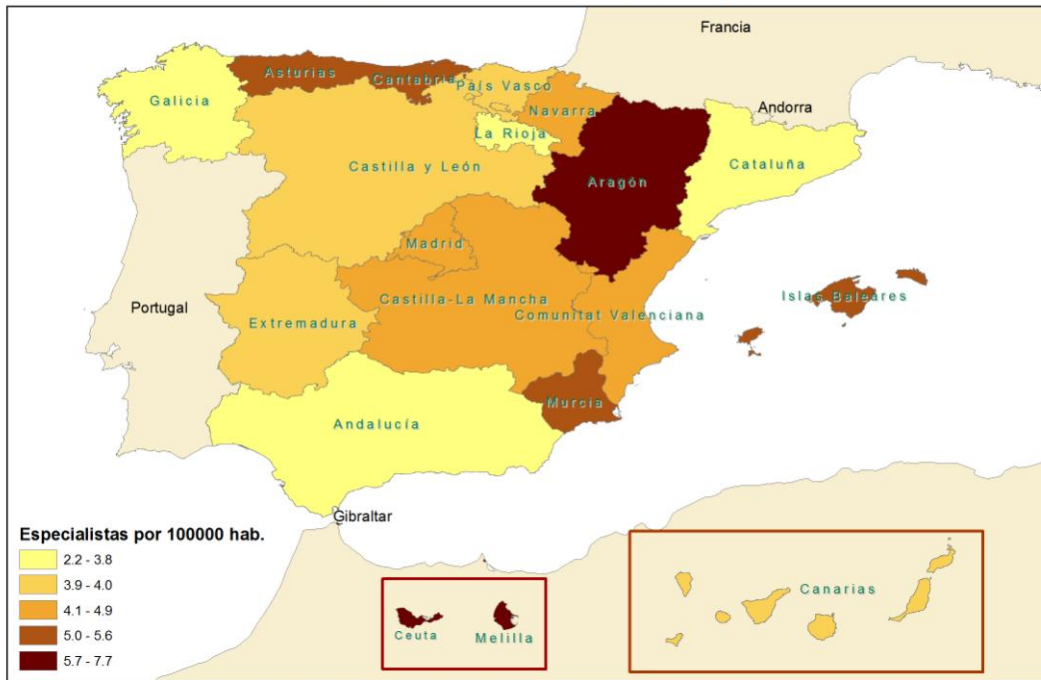 Francia
Asturias
Cantabria
País Vasco
Galicia
Navarra
Andorra
La Rioja
Castilla y León
Cataluña
Aragón
Madrid
Islas Baleares
Portugal
Castilla-La Mancha
Comunitat Valenciana
Extremadura
Murcia
Andalucía
Gibraltar
Especialistas por 100000 hab.
2.2 - 3.8
3.9 - 4.0
4.1 - 4.9
5.0 - 5.6
5.7 - 7.7
Ceuta
Melilla
Canarias